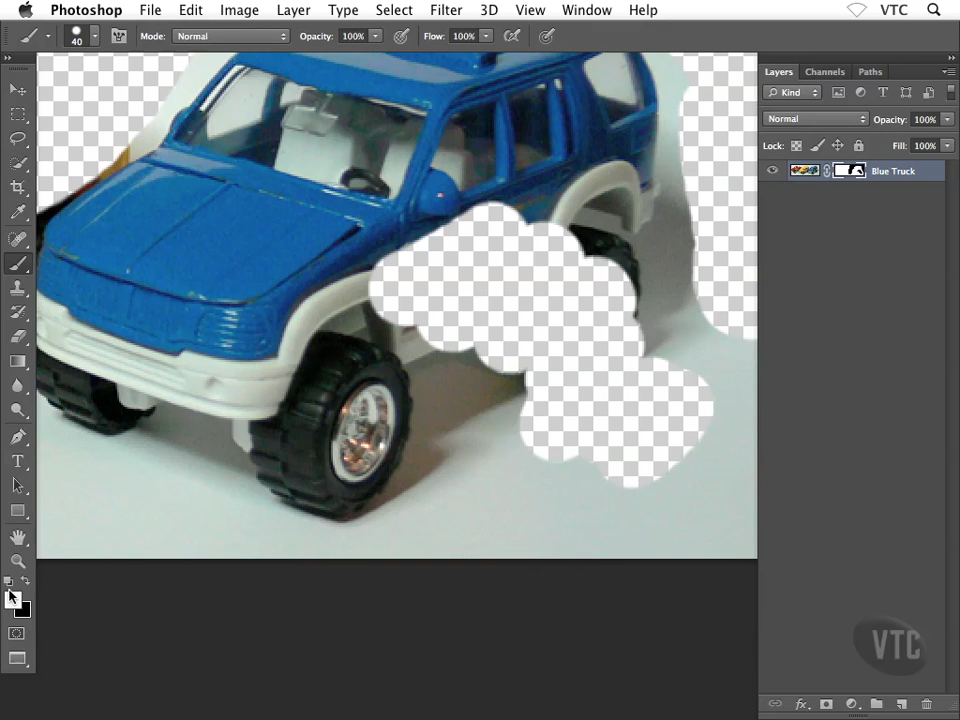 Photoshop File Edit Image Layer Type Select Filter 3D View Window Help VTC
40 Mode: Normal Opacity: 100% Flow: 100%
Layers Channels Paths
Kind T
Normal Opacity: 100%
Lock: Fill: 100%
Blue Truck
T
VTC
fx